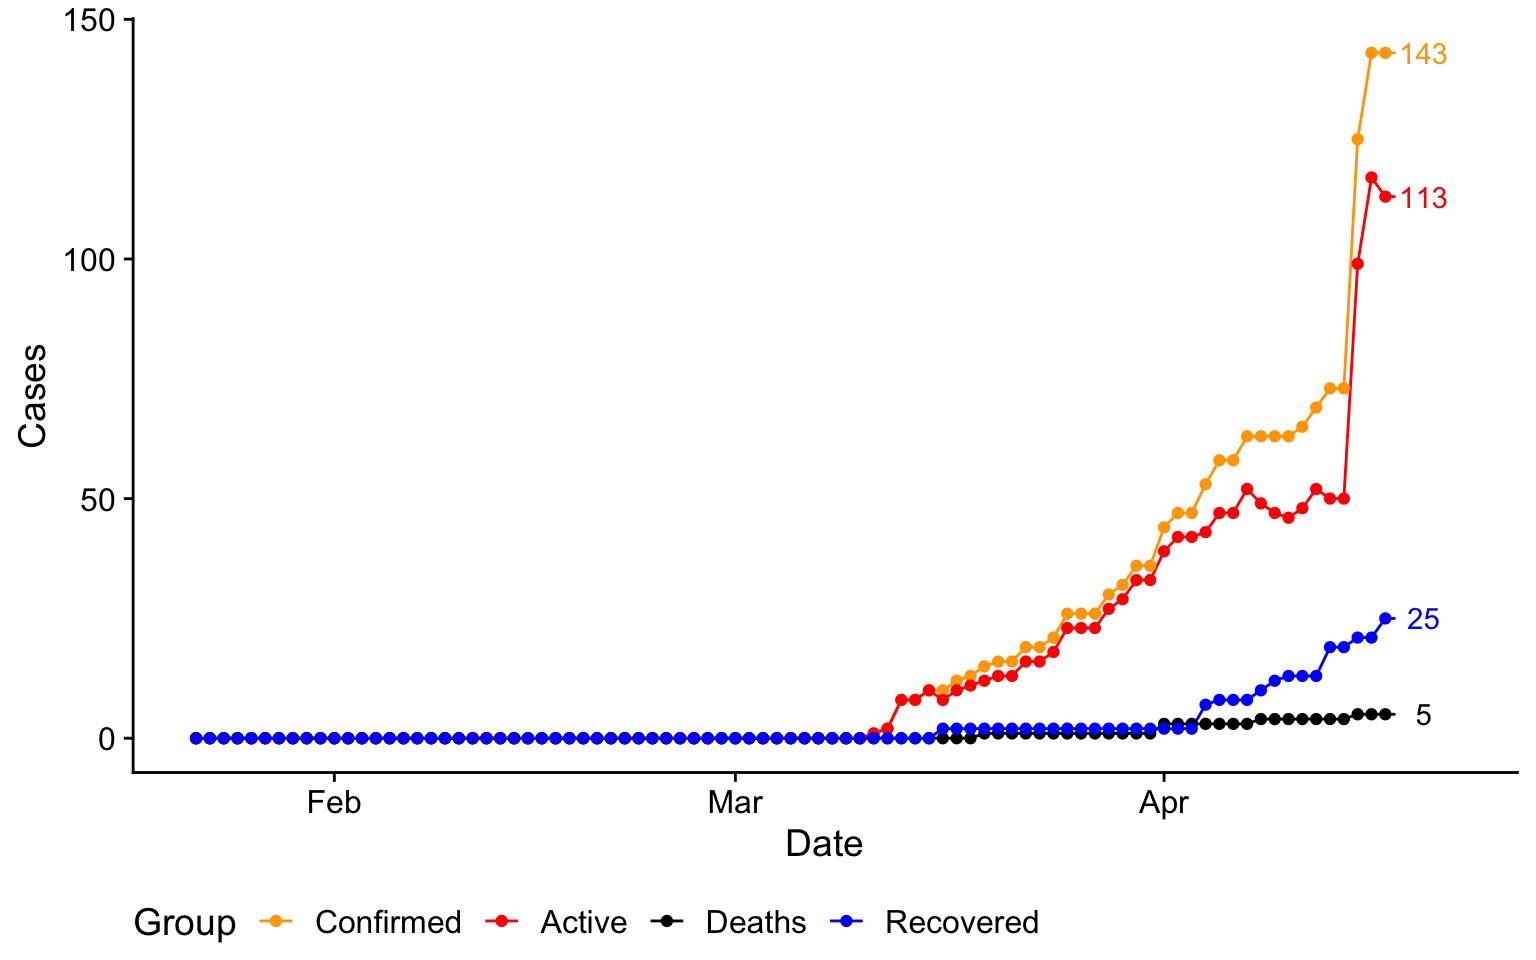 150
100
50
0
Cases
143
113
25
5
Feb Mar Apr
Date
Group Confirmed Active Deaths Recovered